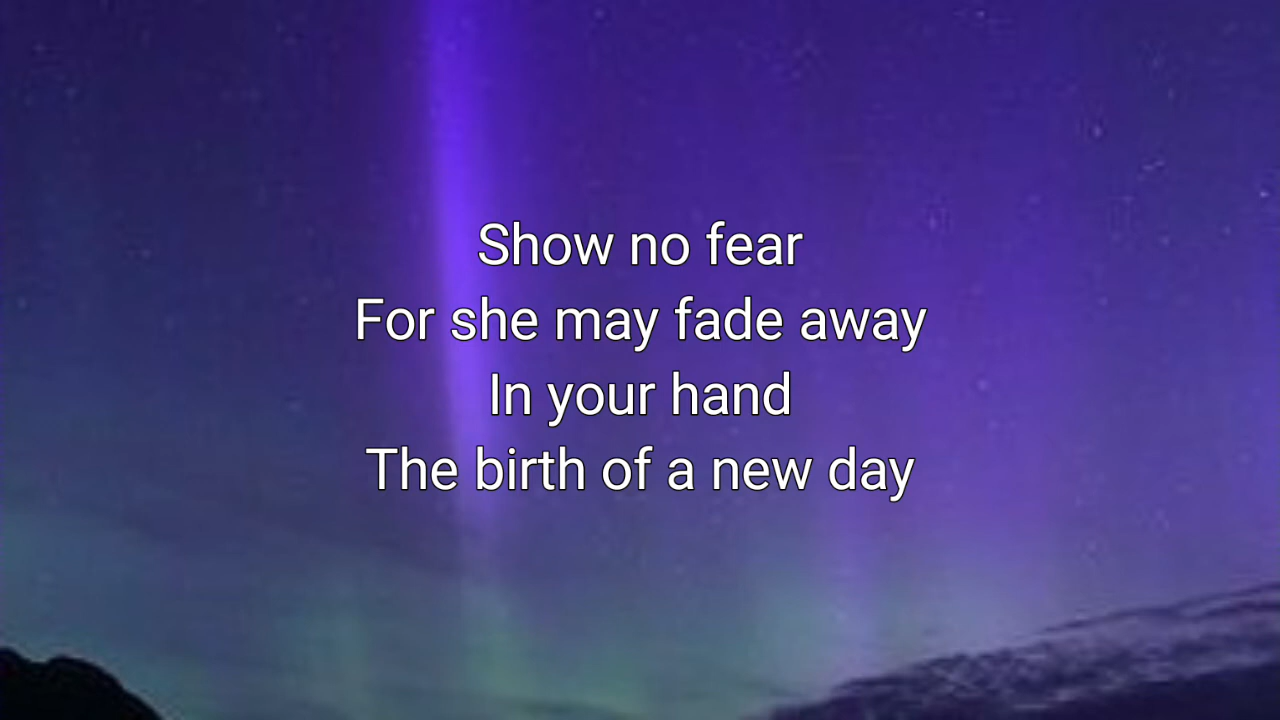 Show no fear
For she may fade away
In your hand
The birth of a new day